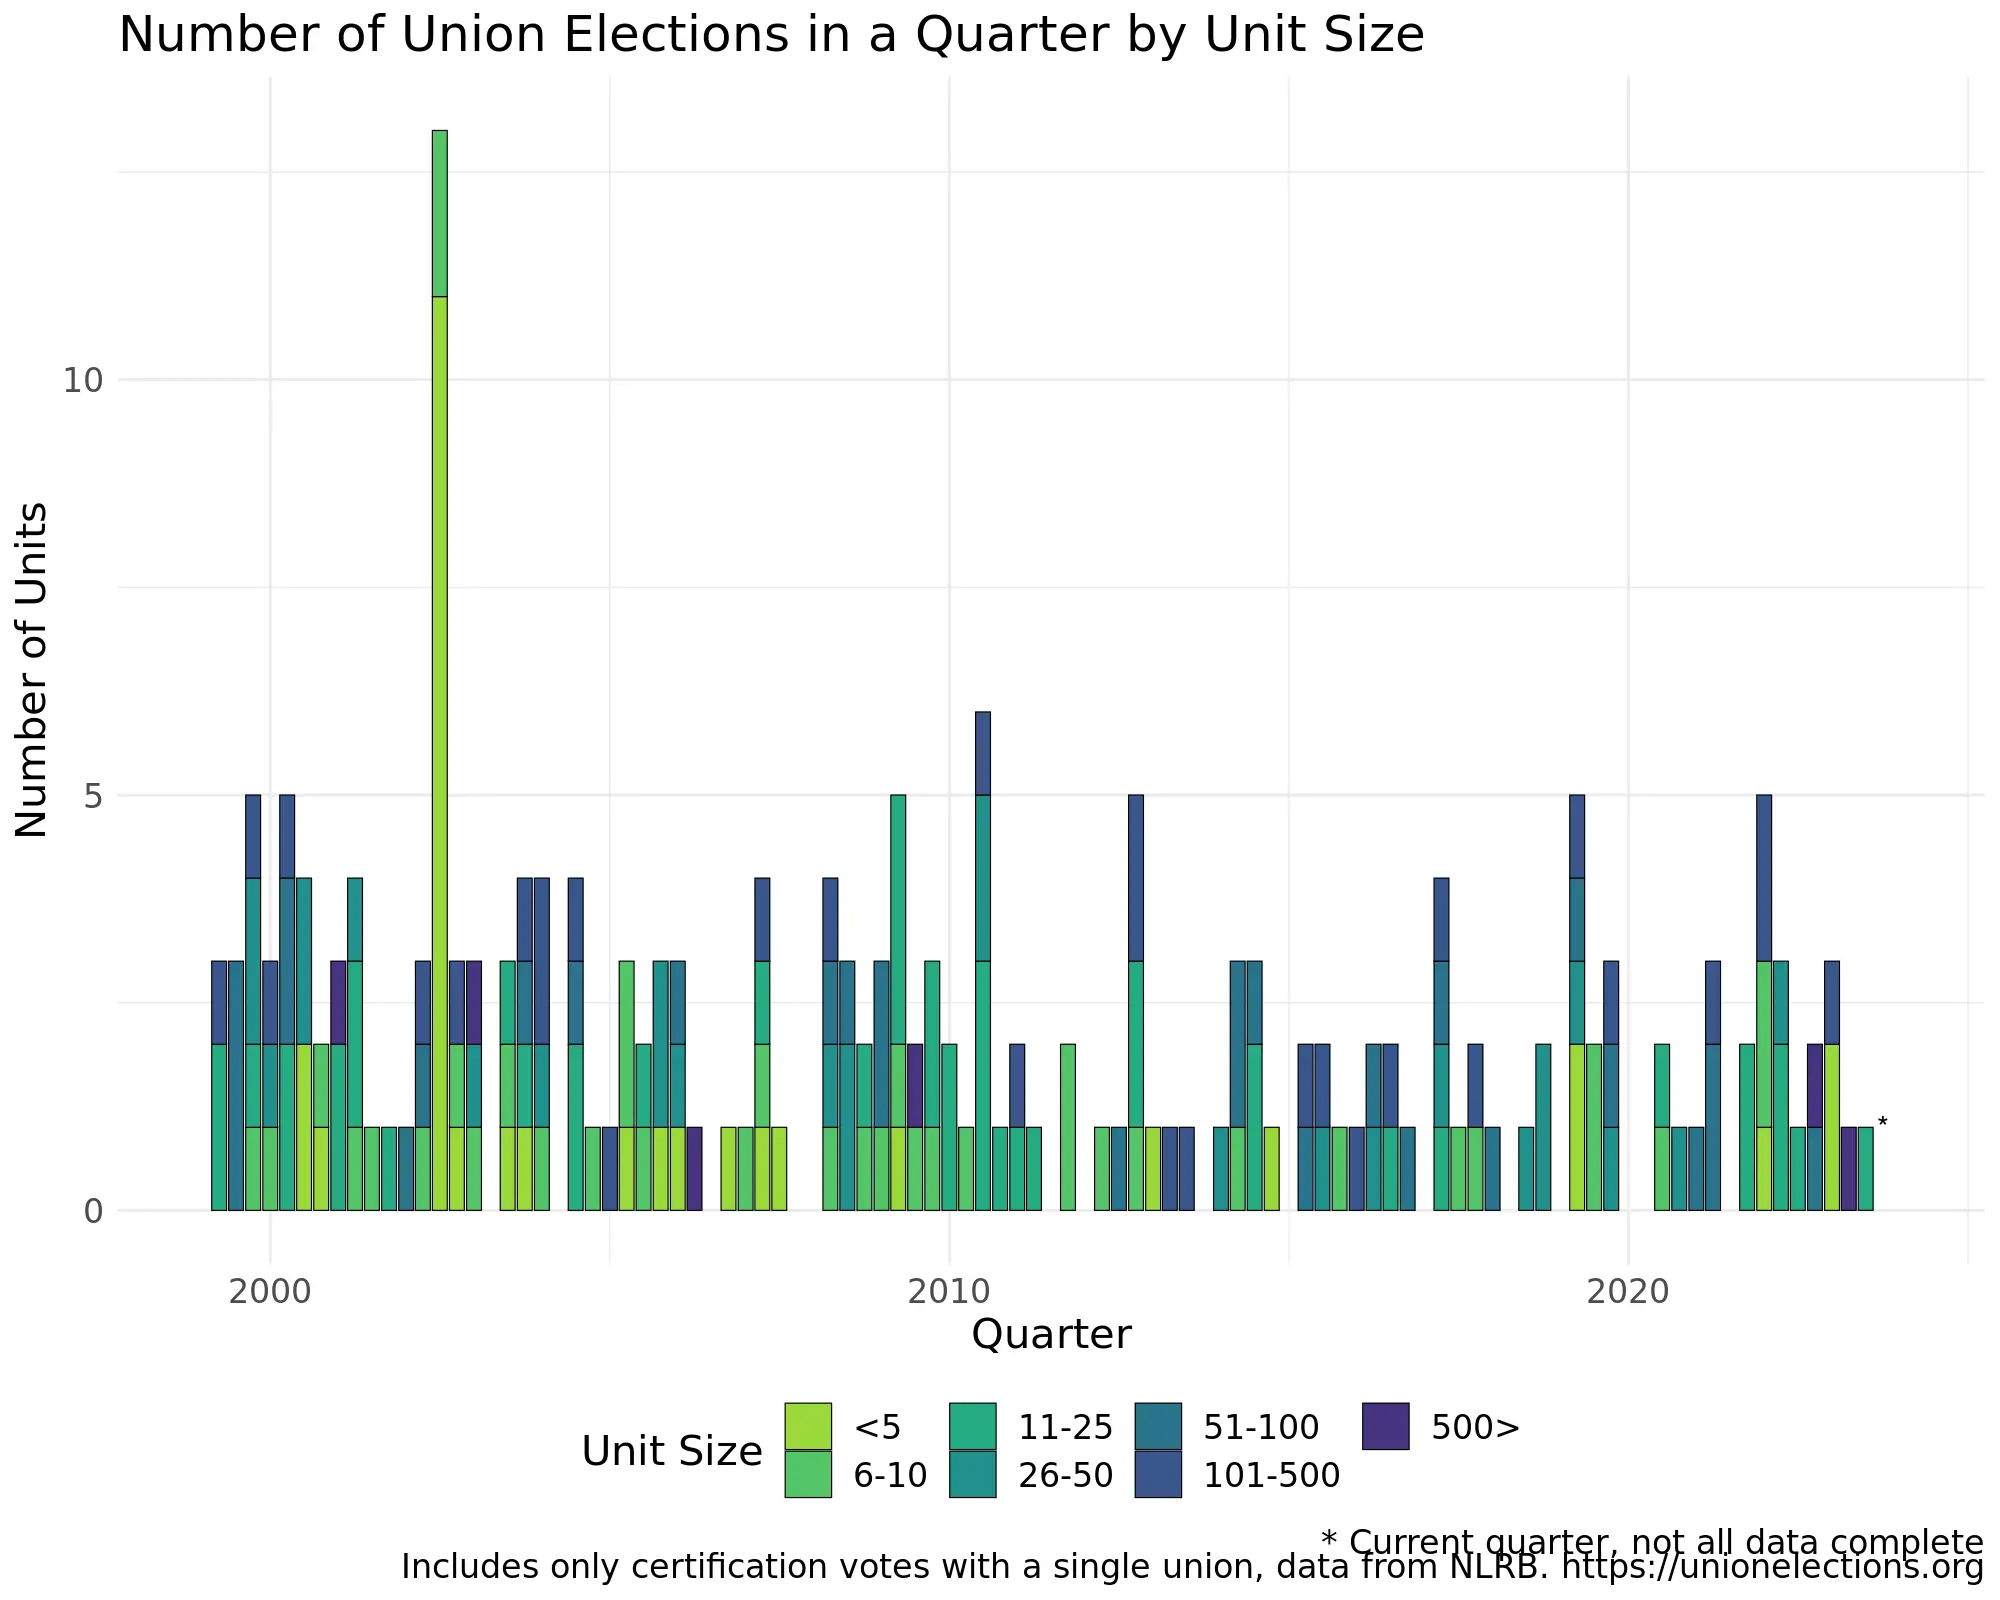 Number of Union Elections in a Quarter by Unit Size
Number of Units
10
5
0
*
2000 2010 2020
Quarter
Unit Size
<5 11-25 51-100 500>
6-10 26-50 101-500
* Current quarter, not all data complete
Includes only certification votes with a single union, data from NLRB. https://unionelections.org